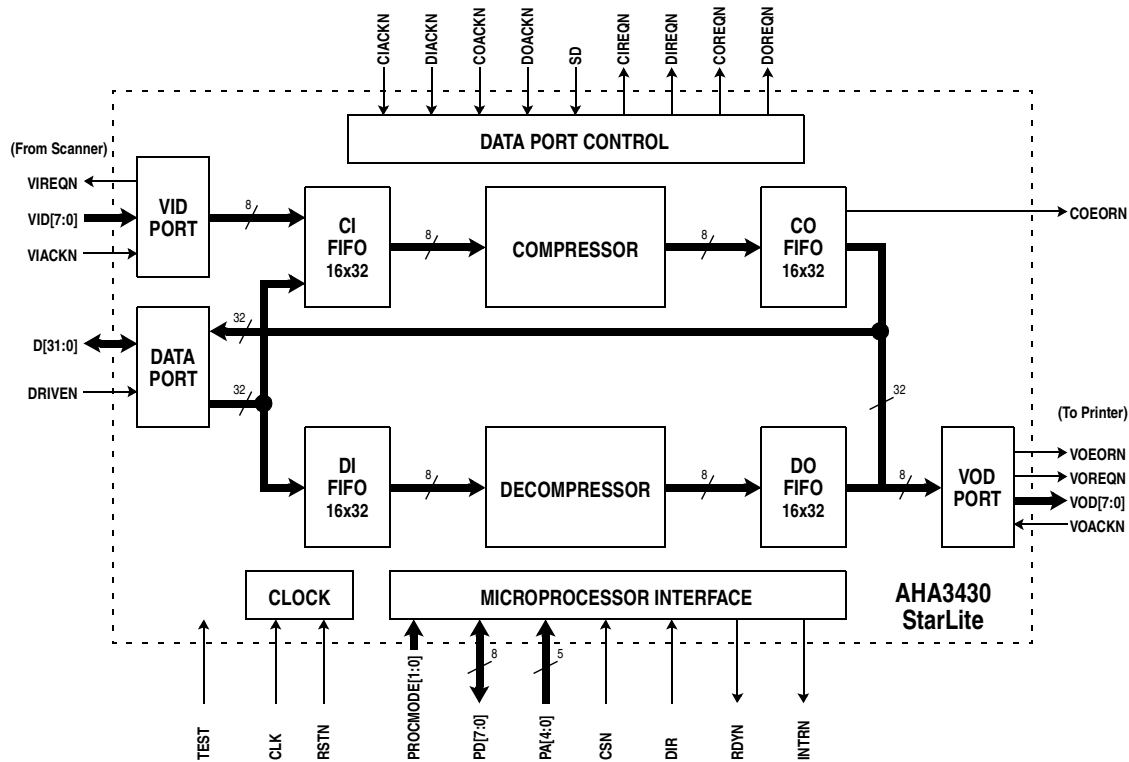 CIACKN
DIACKN
COACKN
DOACKN
SD
CIREQN
DIREQN
COREQN
DOREQN
DATA PORT CONTROL
(From Scanner)
VIREQN
VID[7:0]
VIACKN
VID
PORT
8
CI
FIFO
16x32
8
COMPRESSOR
8
CO
FIFO
16x32
COEORN
D[31:0]
DRIVEN
DATA
PORT
32
32
32
DI
FIFO
16x32
8
DECOMPRESSOR
8
DO
FIFO
16x32
8
VOD
PORT
(To Printer)
VOEORN
VOREQN
VOD[7:0]
VOACKN
CLOCK
MICROPROCESSOR INTERFACE
AHA3430
StarLite
8
5
TEST
CLK
RSTN
PROCMODE[1:0]
PD[7:0]
PA[4:0]
CSN
DIR
RDYN
INTRN